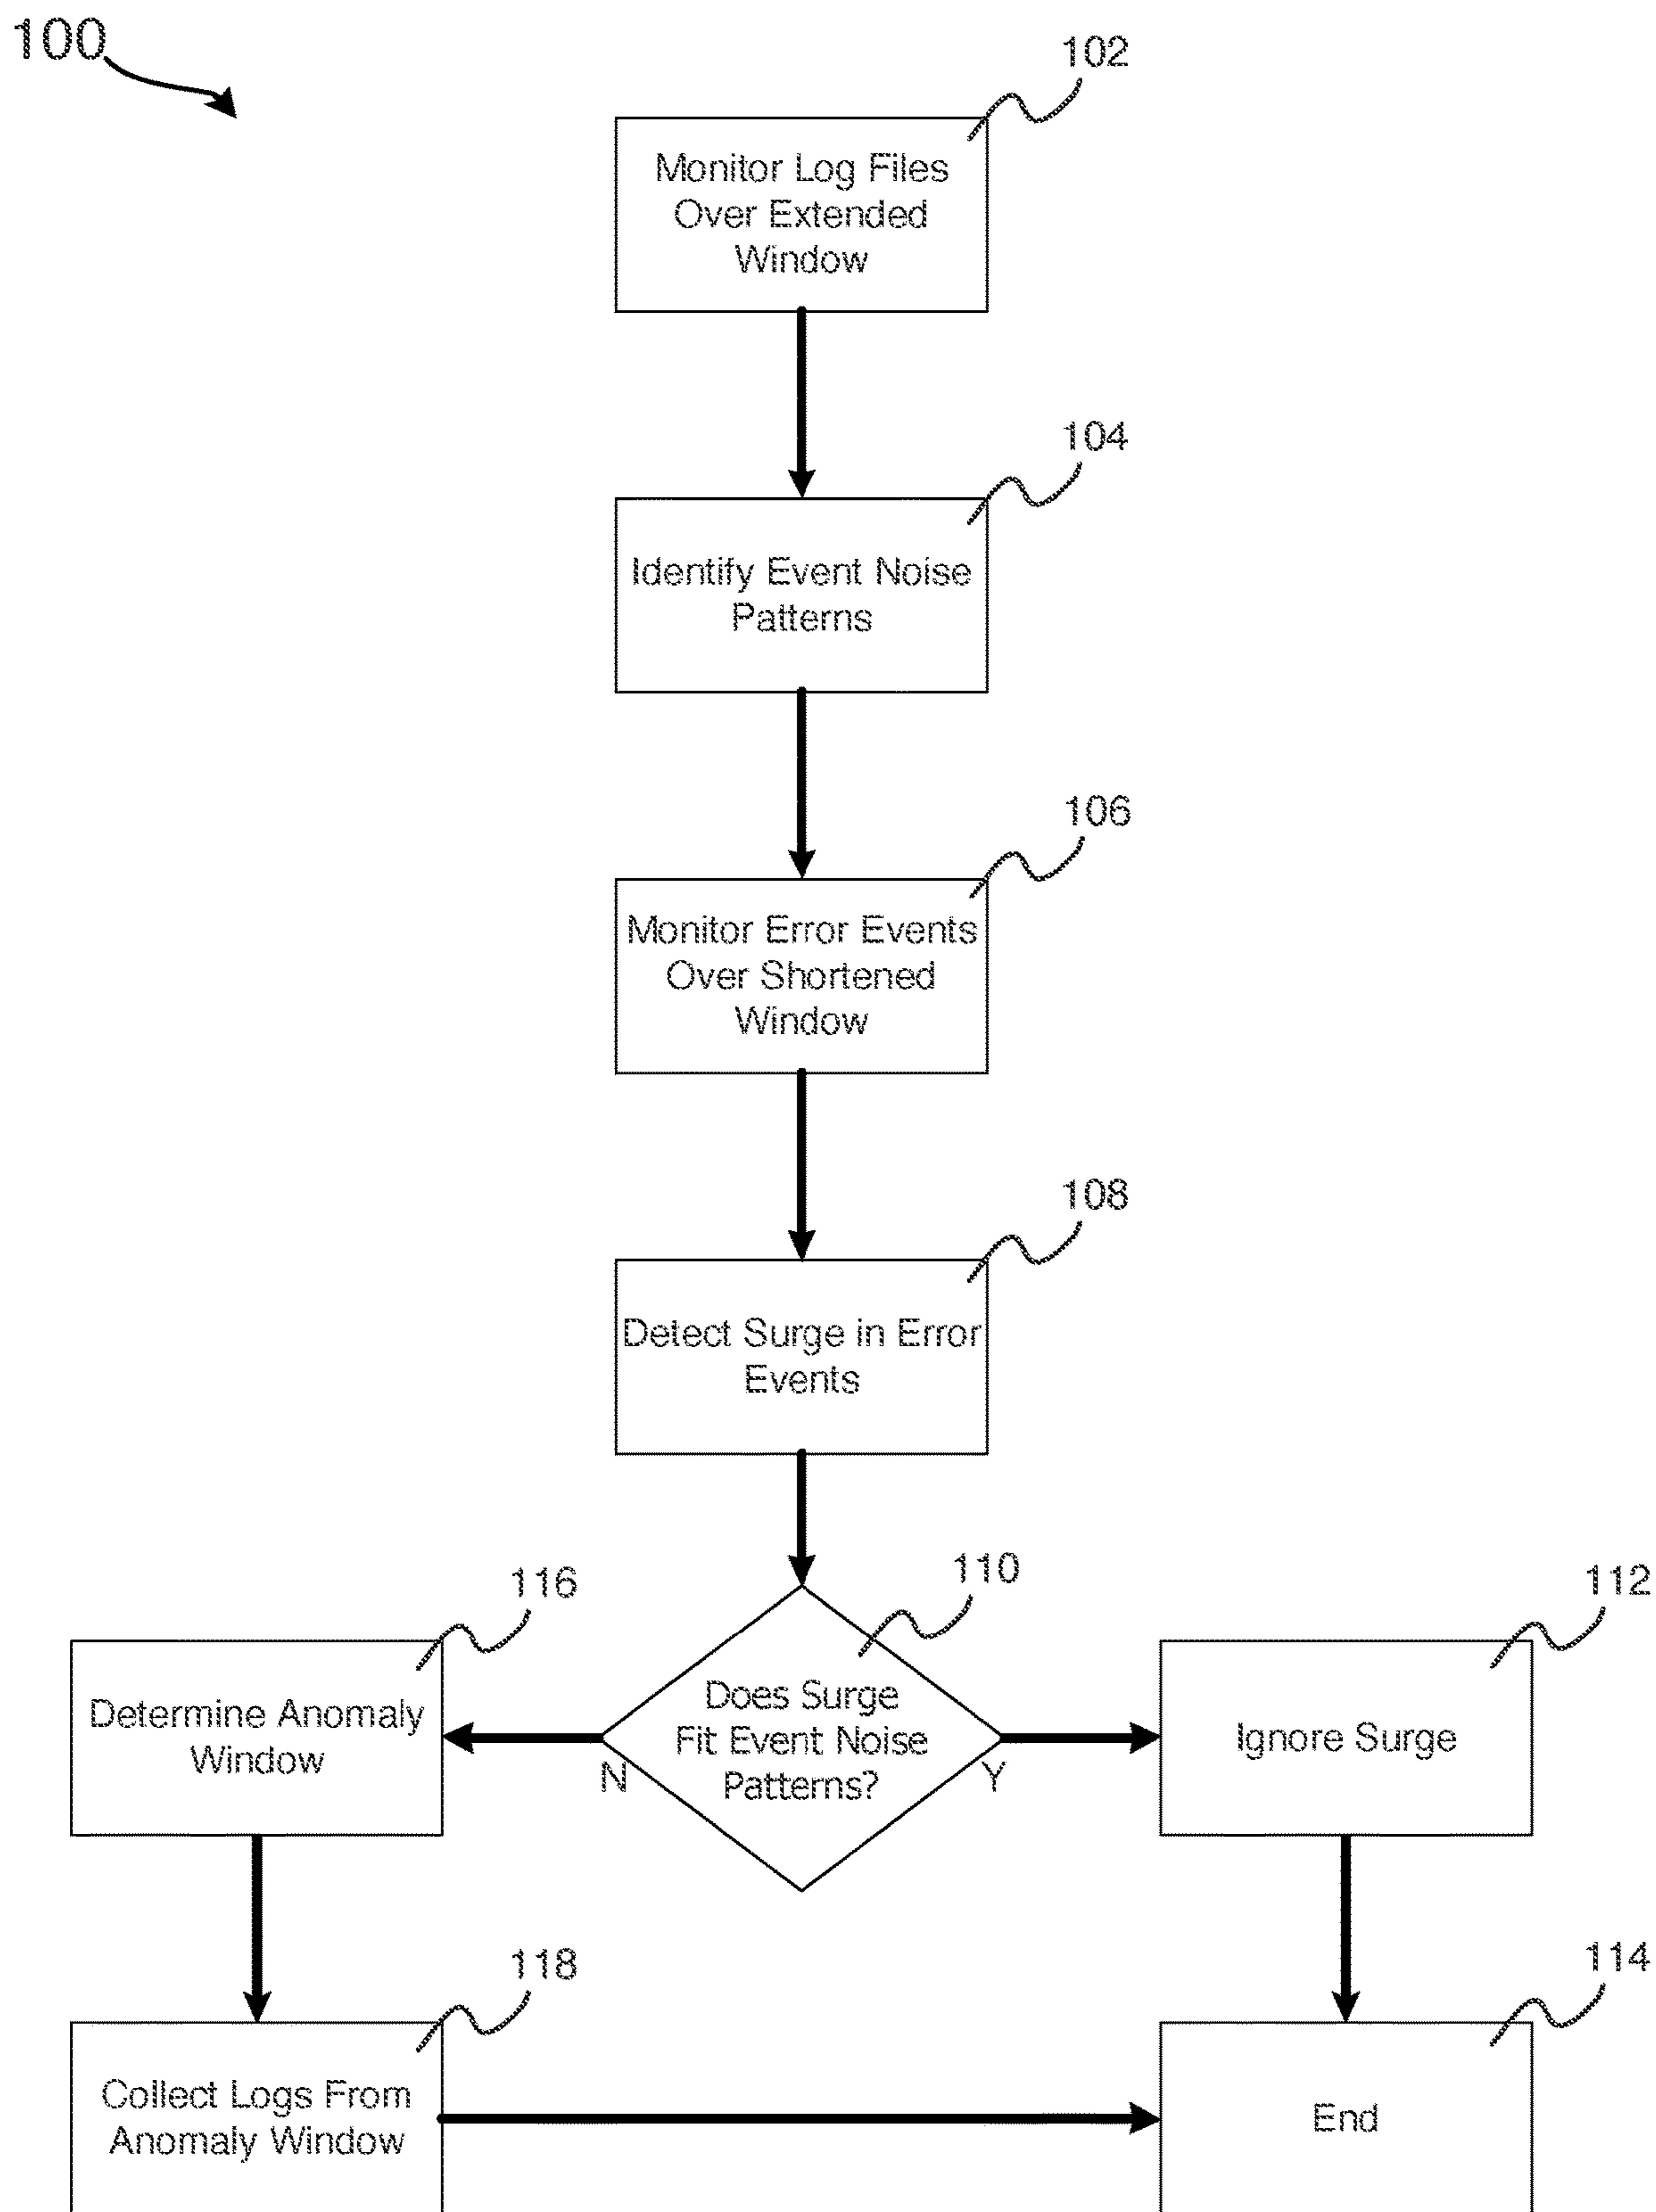 100
102
Monitor Log Files
Over Extended
Window
104
Identify Event Noise
Patterns
106
Monitor Error Events
Over Shortened
Window
108
Detect Surge in Error
Events
110
Does Surge
Fit Event Noise
Patterns?
N
Y
116
Determine Anomaly
Window
112
Ignore Surge
118
Collect Logs From
Anomaly Window
114
End